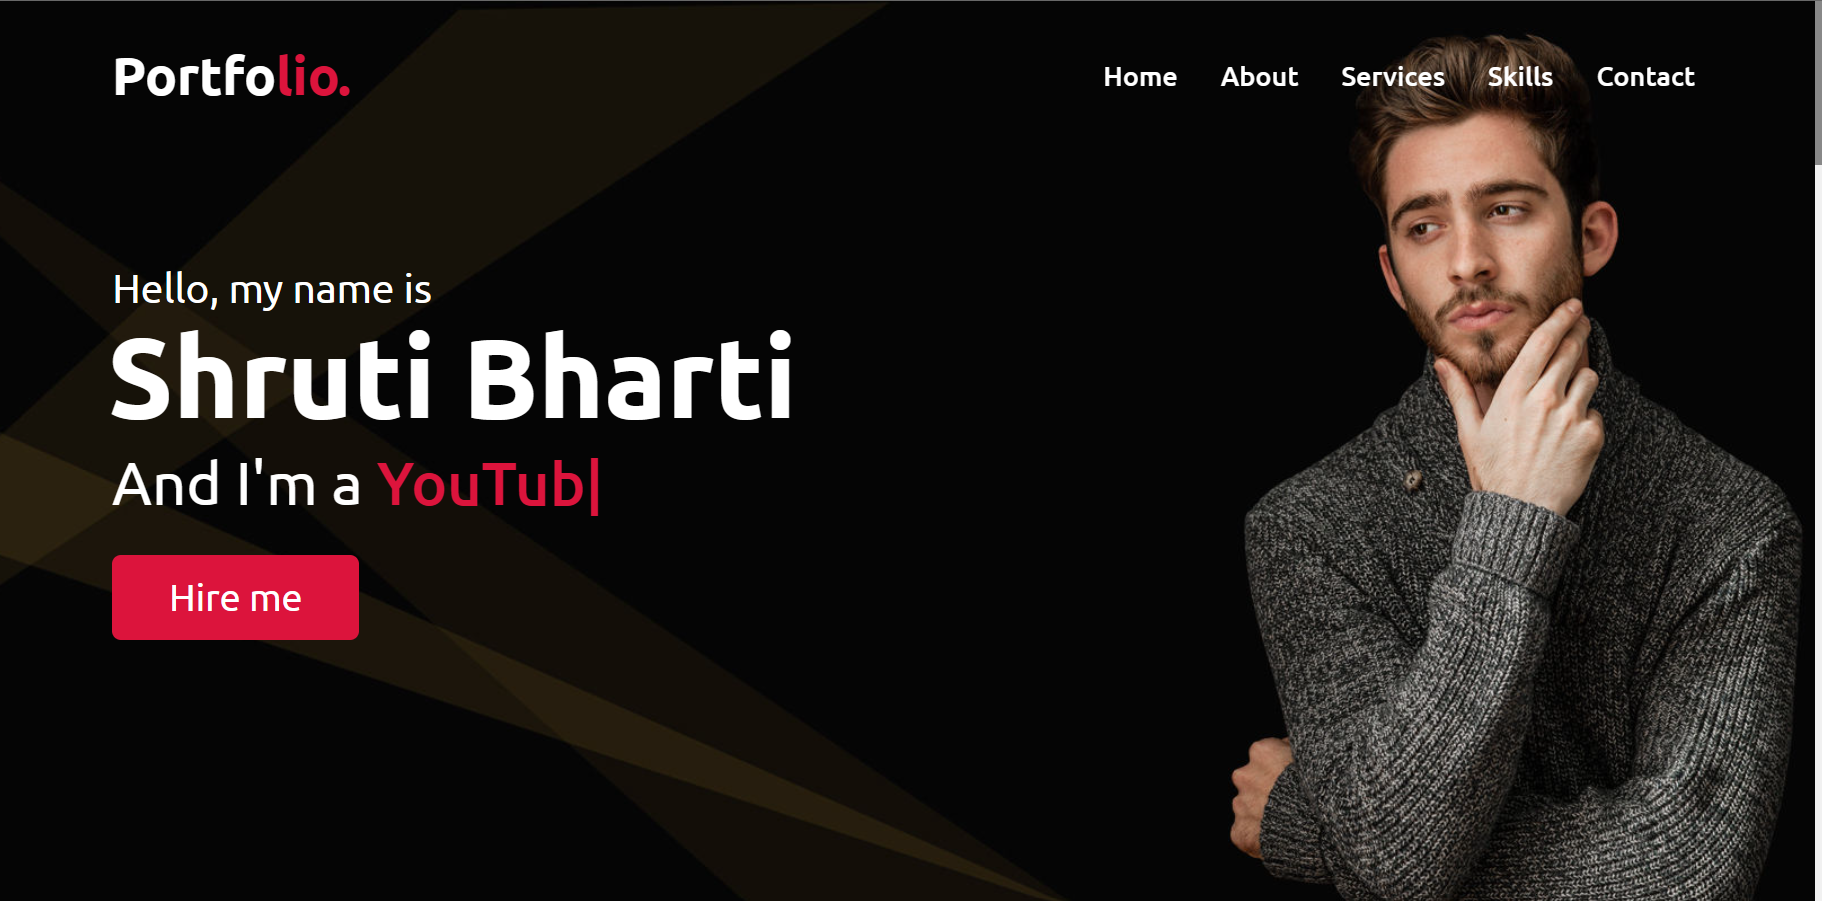 Portfolio.
Home About Services Skills Contact
Hello, my name is
Shruti Bharti
And I'm a YouTub|
Hire me